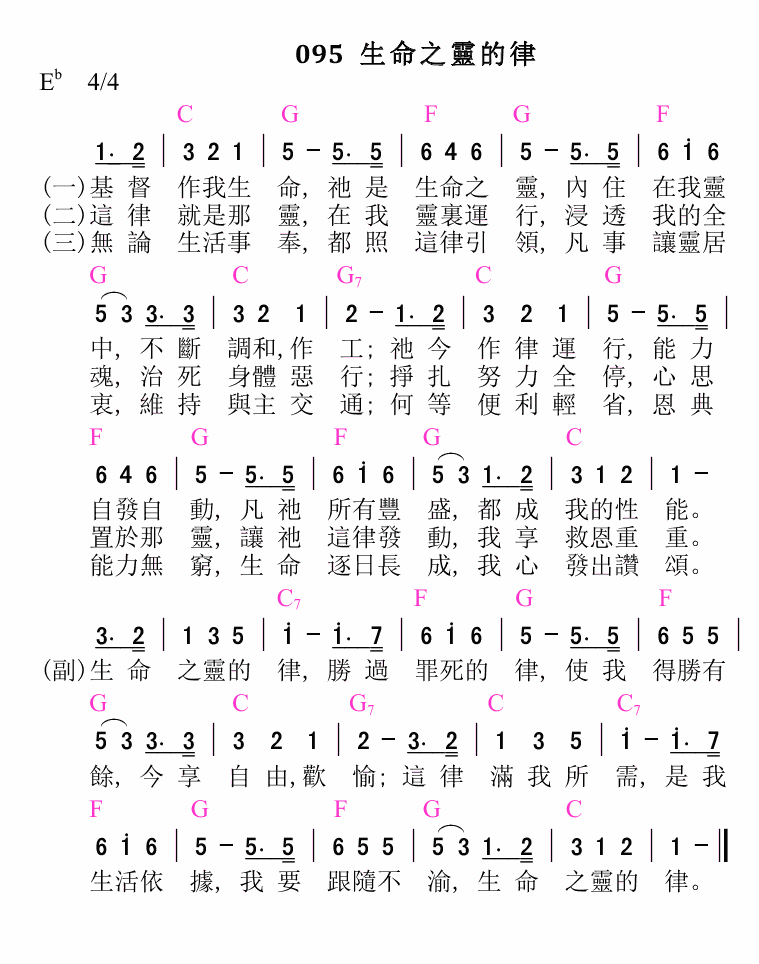 095 生命之靈的律
E♭ 4/4
C G F G F
1· 2 | 3 2 1 | 5 – 5· 5 | 6 4 6 | 5 – 5· 5 | 6 i 6
(一)基 督 作我生 命, 祂 是 生命之 靈, 內 住 在我靈
(二)這 律 就是那 靈, 在 我 靈裏運 行, 浸 透 我的全
(三)無 論 生活事 奉, 都 照 這律引 領, 凡 事 讓靈居
G C G7 C G
5 3 3· 3 | 3 2 1 | 2 – 1· 2 | 3 2 1 | 5 – 5· 5 |
中, 不 斷 調和,作 工; 祂 今 作 律 運 行, 能 力
魂, 治 死 身體 惡 行; 掙 扎 努 力 全 停, 心 思
衷, 維 持 與主 交 通; 何 等 便 利 輕 省, 恩 典
F G F G C
6 4 6 | 5 – 5· 5 | 6 i 6 | 5 3 1· 2 | 3 1 2 | 1 –
自發自 動, 凡 祂 所有豐 盛, 都 成 我的性 能。
置於那 靈, 讓 祂 這律發 動, 我 享 救恩重 重。
能力無 窮, 生 命 逐日長 成, 我 心 發出讚 頌。
C7 F G F
3· 2 | 1 3 5 | i – i· 7 | 6 i 6 | 5 – 5· 5 | 6 5 5 |
(副)生 命 之靈的 律, 勝 過 罪死的 律, 使 我 得勝有
G C G7 C C7
5 3 3· 3 | 3 2 1 | 2 – 3· 2 | 1 3 5 | i – i· 7
餘, 今 享 自 由,歡 愉; 這 律 滿 我 所 需, 是 我
F G F G C
6 i 6 | 5 – 5· 5 | 6 5 5 | 5 3 1· 2 | 3 1 2 | 1 – ‖
生活依 據, 我 要 跟隨不 渝, 生 命 之靈的 律。